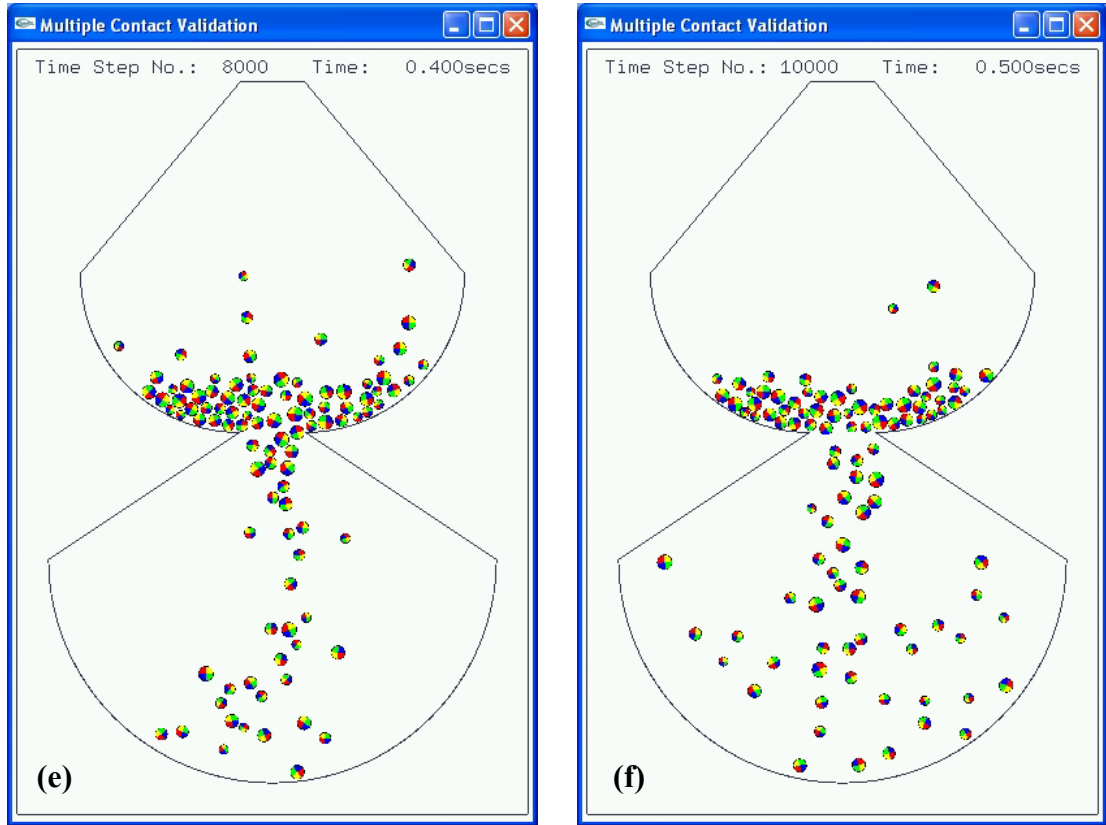 Multiple Contact Validation
Time Step No.: 8000 Time: 0.400secs
(e)
Multiple Contact Validation
Time Step No.: 10000 Time: 0.500secs
(f)